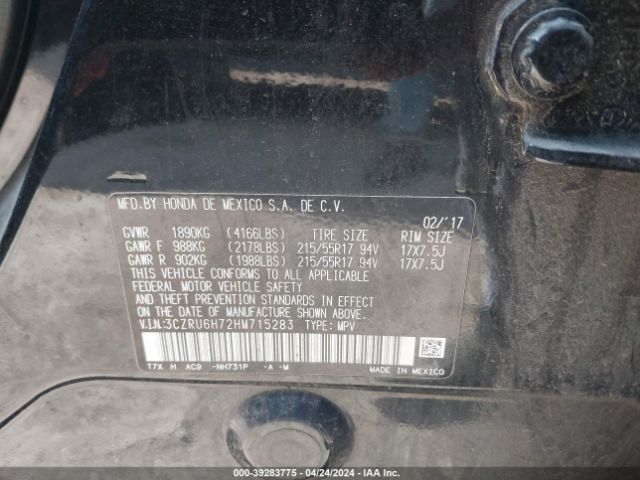 MFD.BY HONDA DE MEXICO S.A. DE C.V.
02/'17
GVWR 1890KG (4166LBS) TIRE SIZE RIM SIZE
GAWR F 988KG (2178LBS) 215/55R17 94V 17X7.5J
GAWR R 902KG (1988LBS) 215/55R17 94V 17X7.5J
THIS VEHICLE CONFORMS TO ALL APPLICABLE
FEDERAL MOTOR VEHICLE SAFETY
AND THEFT PREVENTION STANDARDS IN EFFECT
ON THE DATE OF MANUFACTURE SHOWN ABOVE.
V.I.N:3CZRU6H72HM715283 TYPE: MPV
T7X H AC9 -NH731P -A -M MADE IN MEXICO
000-39283775 - 04/24/2024 - IAA Inc.